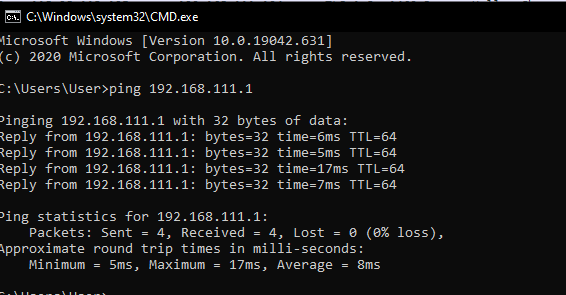 C:\Windows\system32\CMD.exe
Microsoft Windows [Version 10.0.19042.631]
(c) 2020 Microsoft Corporation. All rights reserved.
C:\Users\User>ping 192.168.111.1
Pinging 192.168.111.1 with 32 bytes of data:
Reply from 192.168.111.1: bytes=32 time=6ms TTL=64
Reply from 192.168.111.1: bytes=32 time=5ms TTL=64
Reply from 192.168.111.1: bytes=32 time=17ms TTL=64
Reply from 192.168.111.1: bytes=32 time=7ms TTL=64
Ping statistics for 192.168.111.1:
Packets: Sent = 4, Received = 4, Lost = 0 (0% loss),
Approximate round trip times in milli-seconds:
Minimum = 5ms, Maximum = 17ms, Average = 8ms